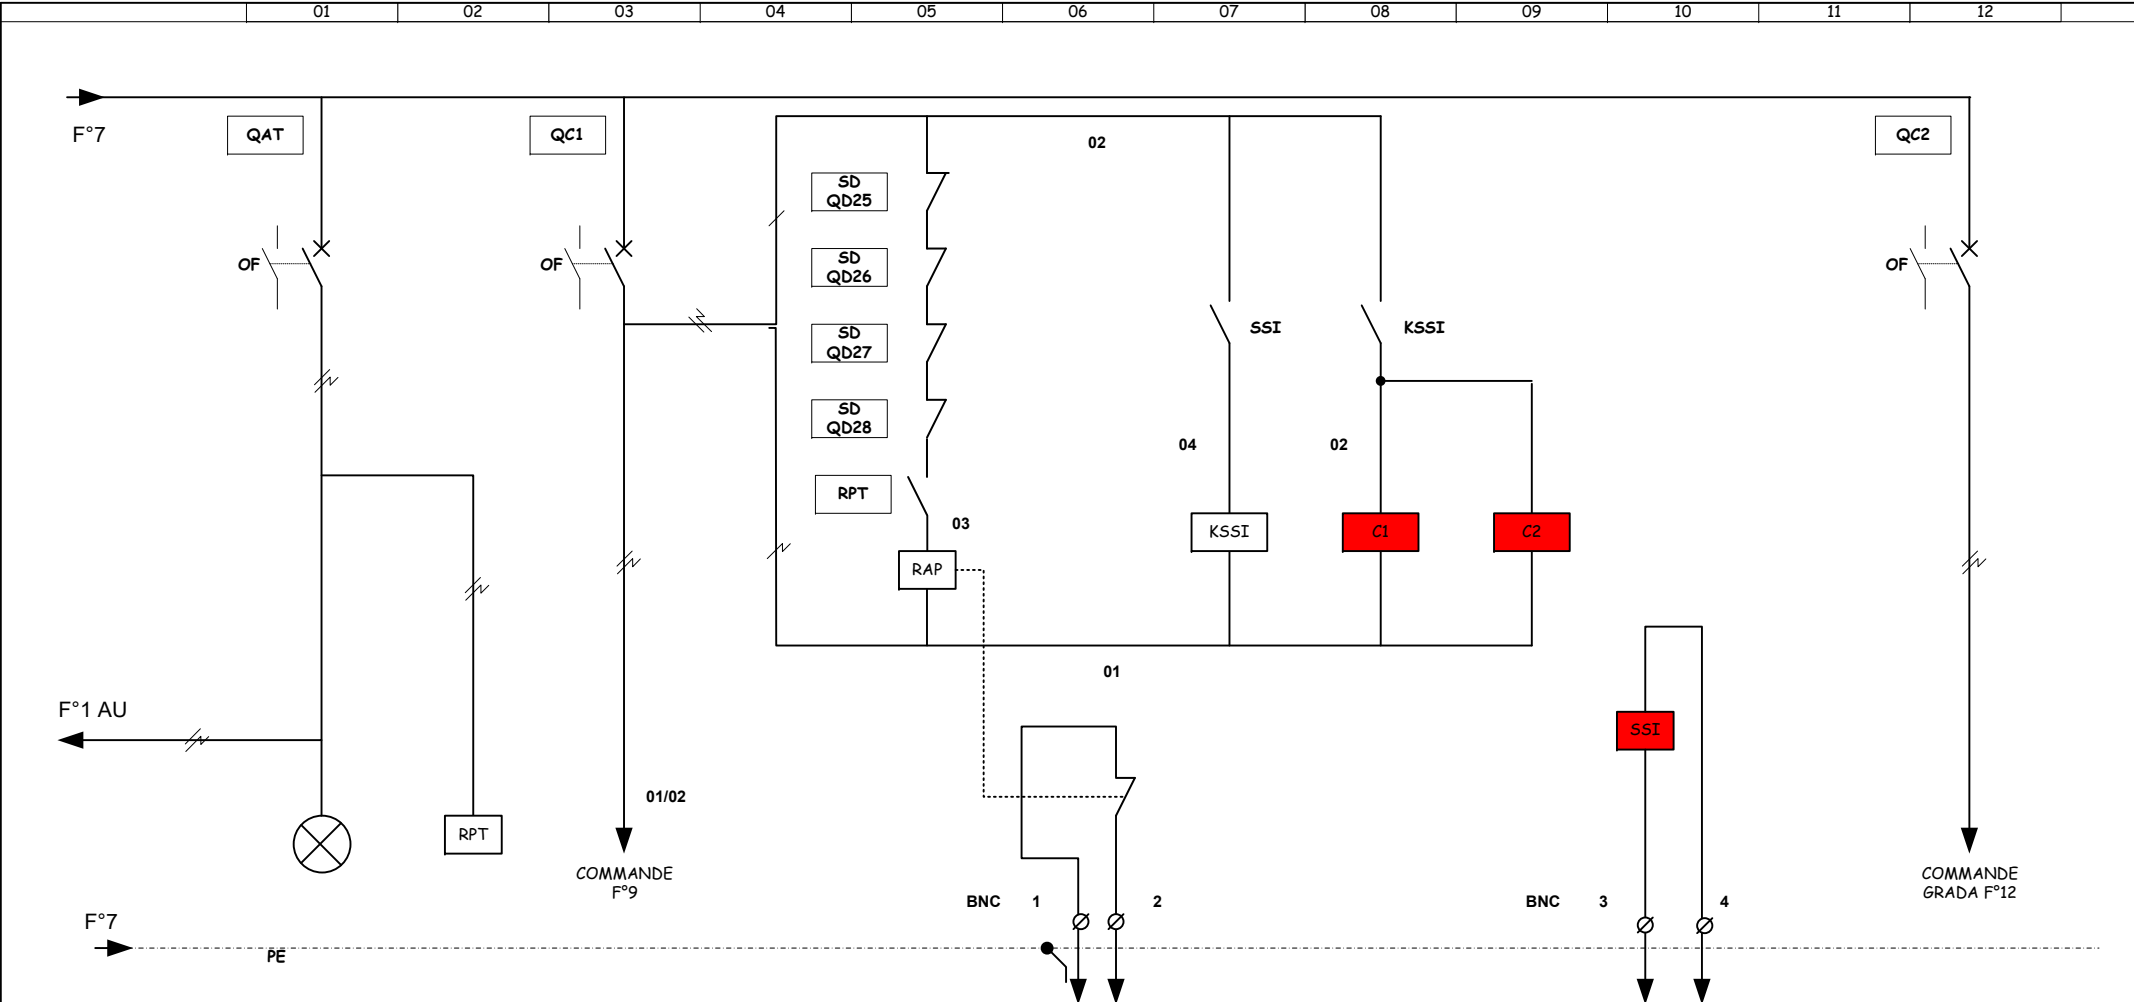 01 02 03 04 05 06 07 08 09 10 11 12
F°7
QAT
QC1
QC2
02
SD
QD25
SD
QD26
SD
QD27
SD
QD28
OF
OF
OF
SSI
KSSI
04
02
RPT
03
RAP
KSSI
C1
C2
01
F°1 AU
SSI
01/02
RPT
COMMANDE
F°9
COMMANDE
GRADA F°12
BNC 1 2
BNC 3 4
F°7
PE